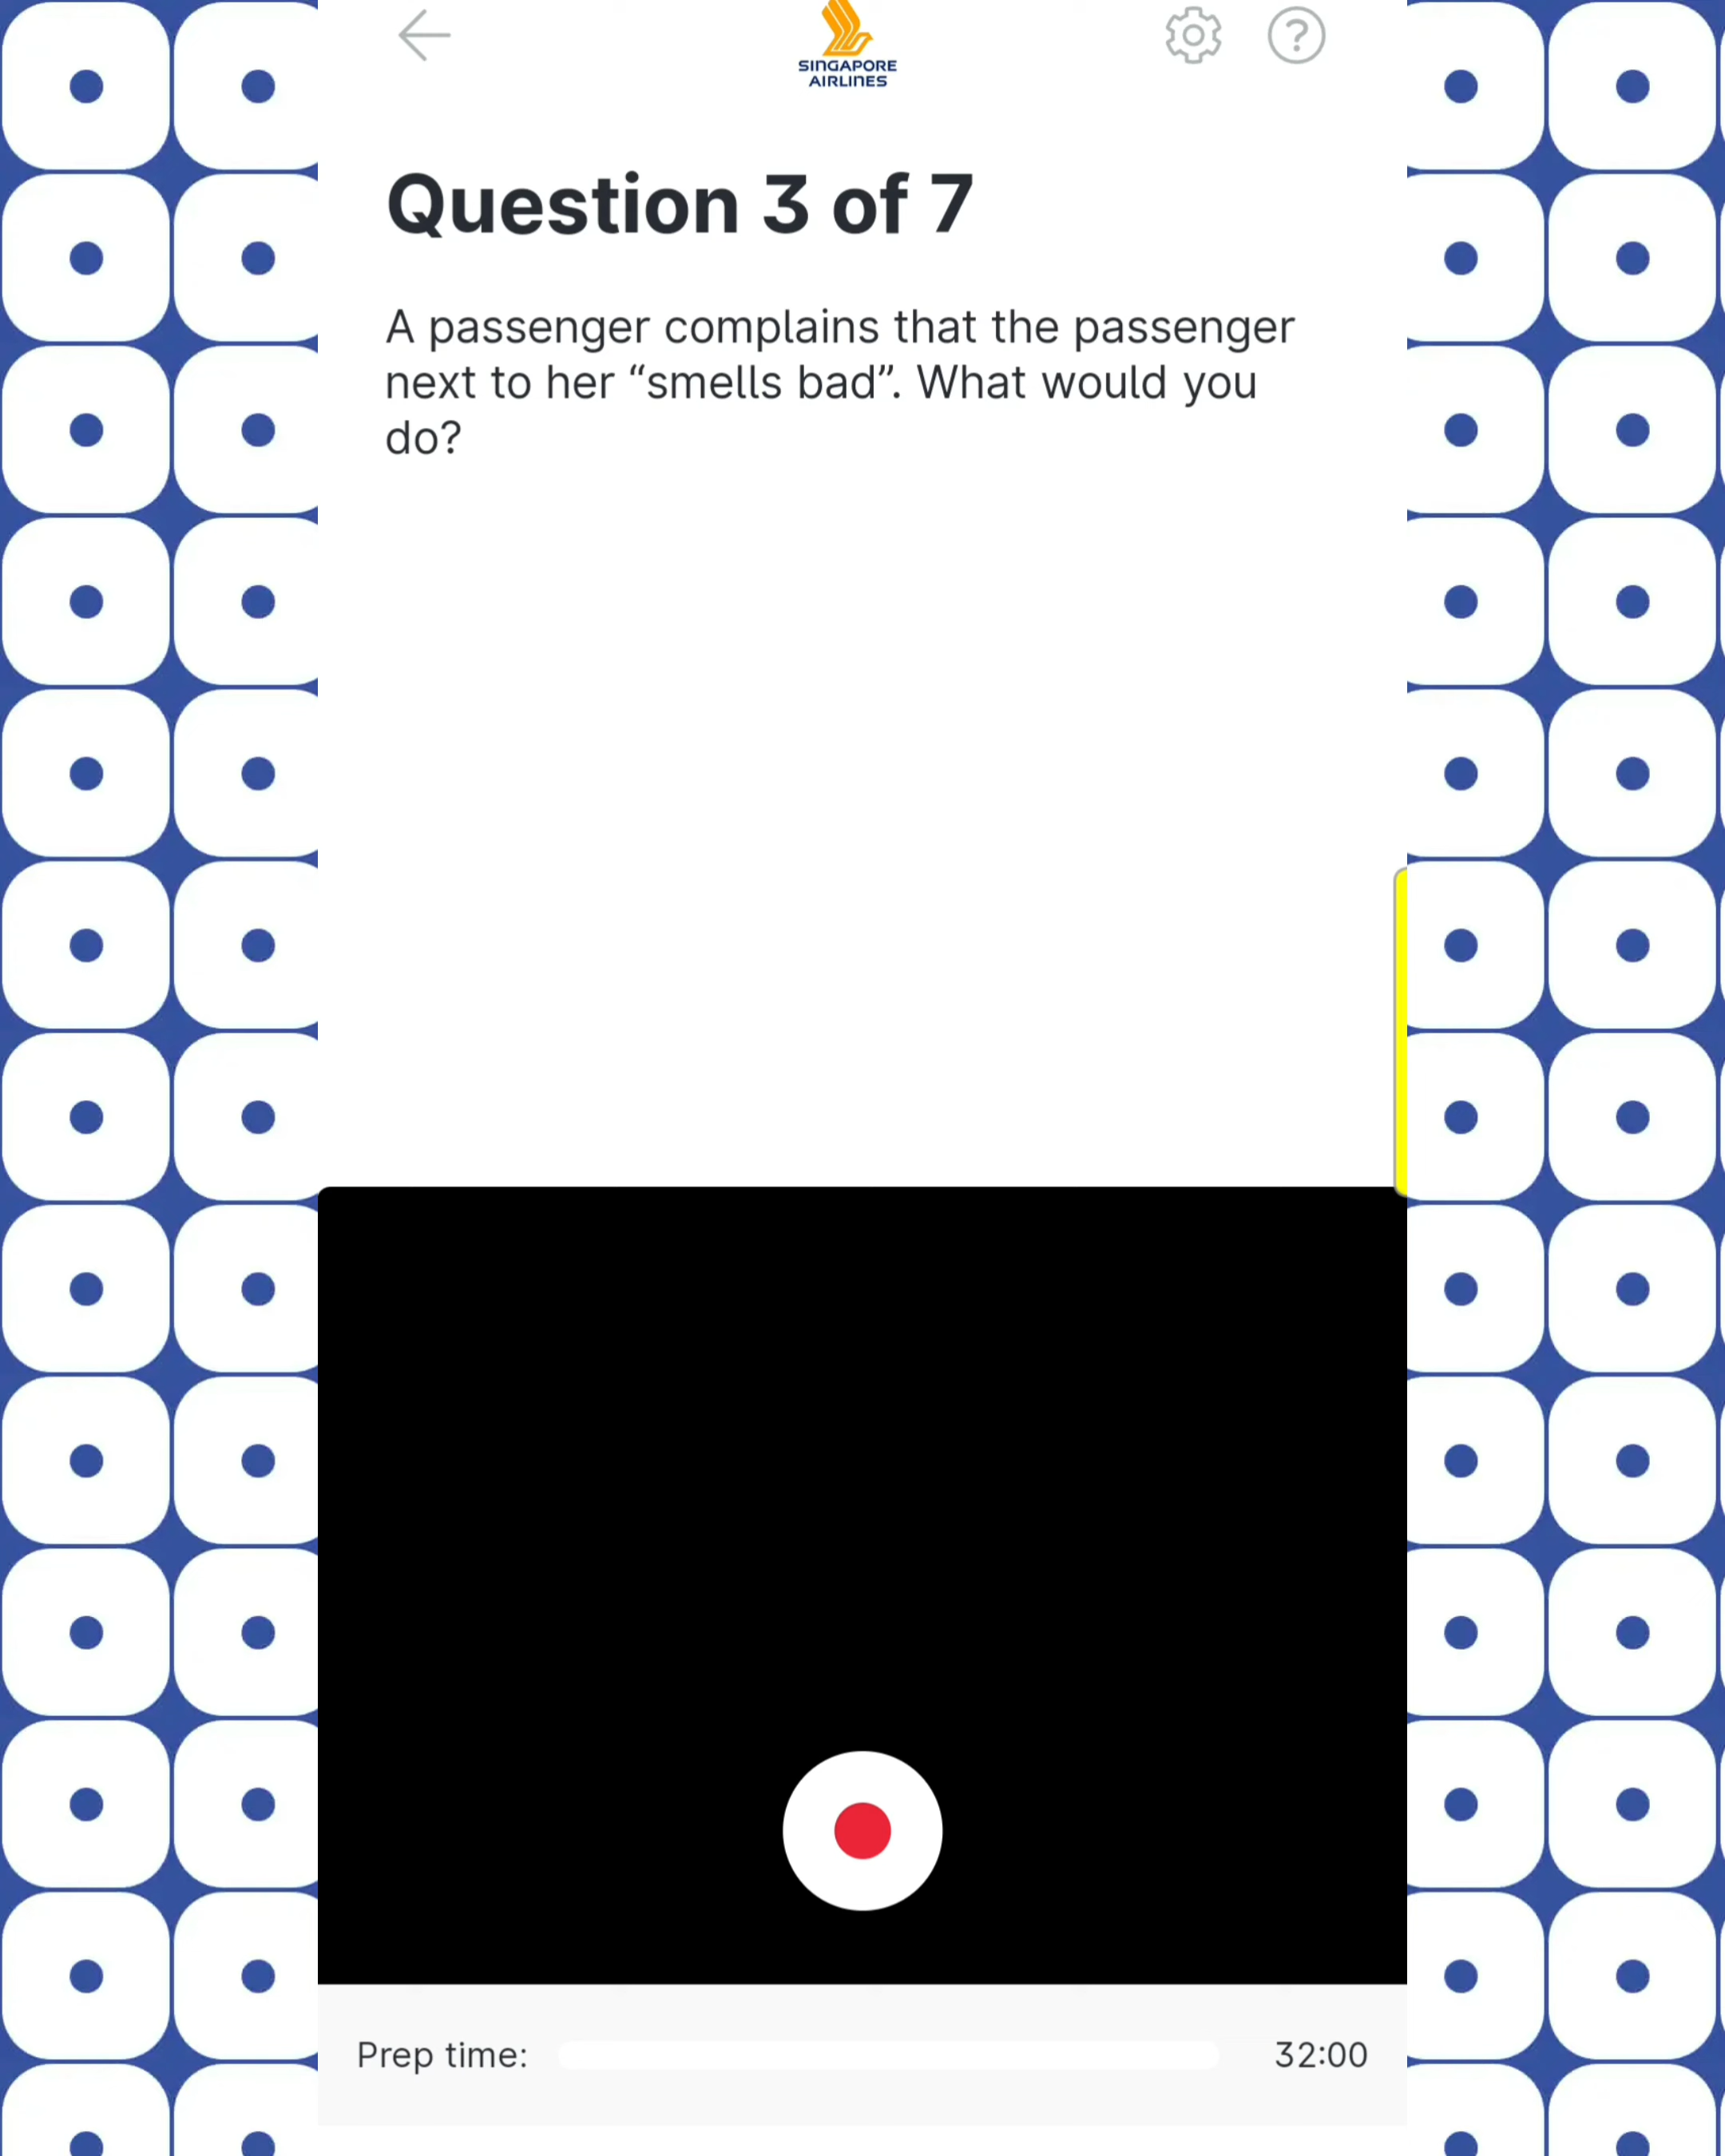 SINGAPORE
AIRLINES
Question 3 of 7
A passenger complains that the passenger
next to her “smells bad”. What would you
do?
Prep time:
32:00